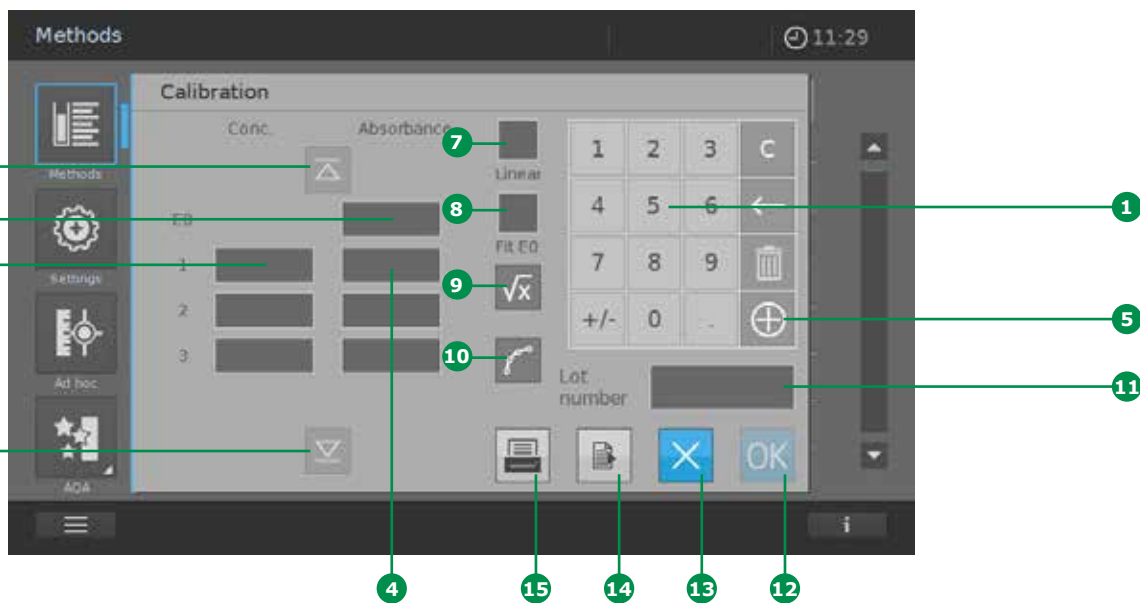 Methods
11:29
Calibration
Conc. Absorbance
7
Linear
1 2 3 C
Methods
E0
8
4 5 6 ←
1
Fit E0
1
9
√x
7 8 9
Settings
2
+/- 0 .
5
3
10
Ad hoc
Lot
number
11
OK
AQA
i
4
15
14
13
12